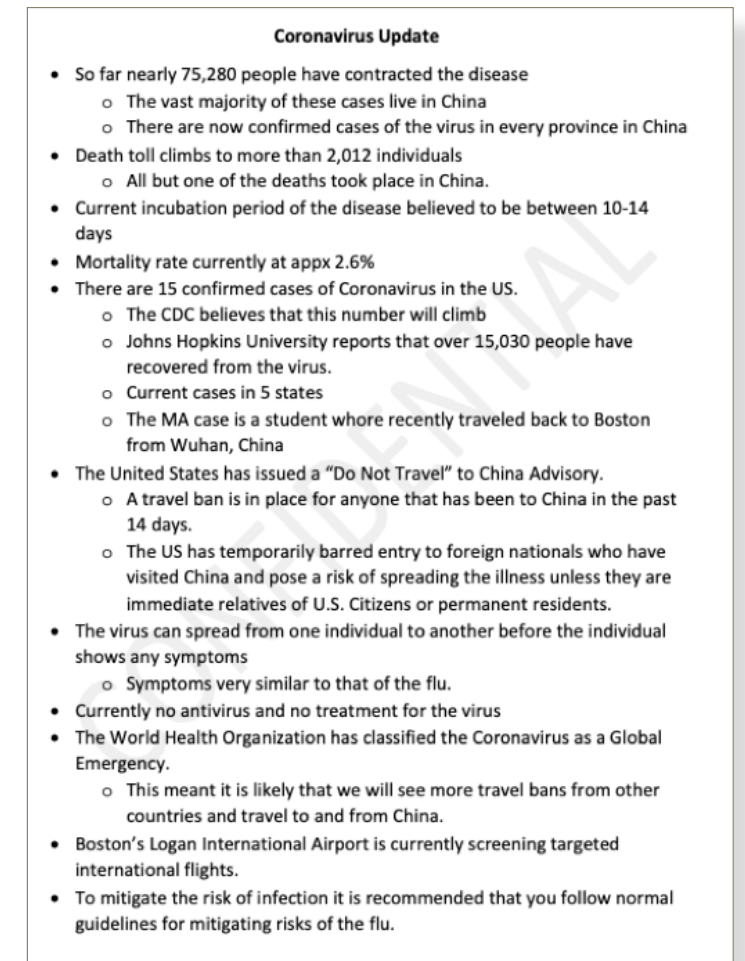 Coronavirus Update
• So far nearly 75,280 people have contracted the disease
o The vast majority of these cases live in China
o There are now confirmed cases of the virus in every province in China
• Death toll climbs to more than 2,012 individuals
o All but one of the deaths took place in China.
• Current incubation period of the disease believed to be between 10-14
days
• Mortality rate currently at appx 2.6%
• There are 15 confirmed cases of Coronavirus in the US.
o The CDC believes that this number will climb
o Johns Hopkins University reports that over 15,030 people have
recovered from the virus.
o Current cases in 5 states
o The MA case is a student whore recently traveled back to Boston
from Wuhan, China
• The United States has issued a “Do Not Travel” to China Advisory.
o A travel ban is in place for anyone that has been to China in the past
14 days.
o The US has temporarily barred entry to foreign nationals who have
visited China and pose a risk of spreading the illness unless they are
immediate relatives of U.S. Citizens or permanent residents.
• The virus can spread from one individual to another before the individual
shows any symptoms
o Symptoms very similar to that of the flu.
• Currently no antivirus and no treatment for the virus
• The World Health Organization has classified the Coronavirus as a Global
Emergency.
o This meant it is likely that we will see more travel bans from other
countries and travel to and from China.
• Boston’s Logan International Airport is currently screening targeted
international flights.
• To mitigate the risk of infection it is recommended that you follow normal
guidelines for mitigating risks of the flu.
CONFIDENTIAL